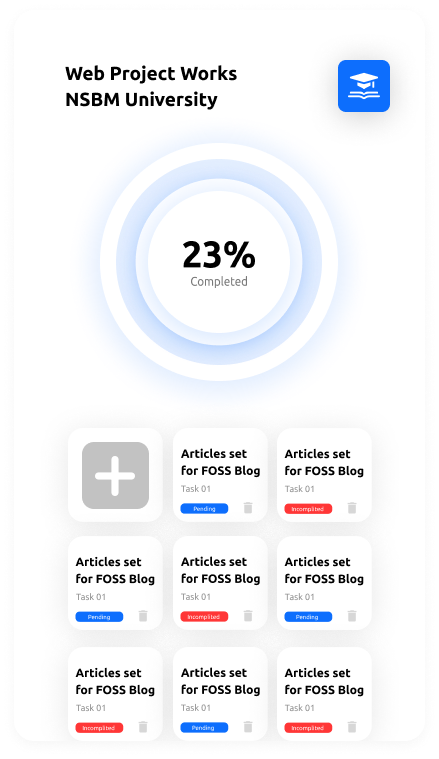 Web Project Works
NSBM University
23%
Completed
Articles set
for FOSS Blog
Task 01
Pending
Articles set
for FOSS Blog
Task 01
Incomplited
Articles set
for FOSS Blog
Task 01
Pending
Articles set
for FOSS Blog
Task 01
Incomplited
Articles set
for FOSS Blog
Task 01
Pending
Articles set
for FOSS Blog
Task 01
Incomplited
Articles set
for FOSS Blog
Task 01
Pending
Articles set
for FOSS Blog
Task 01
Incomplited